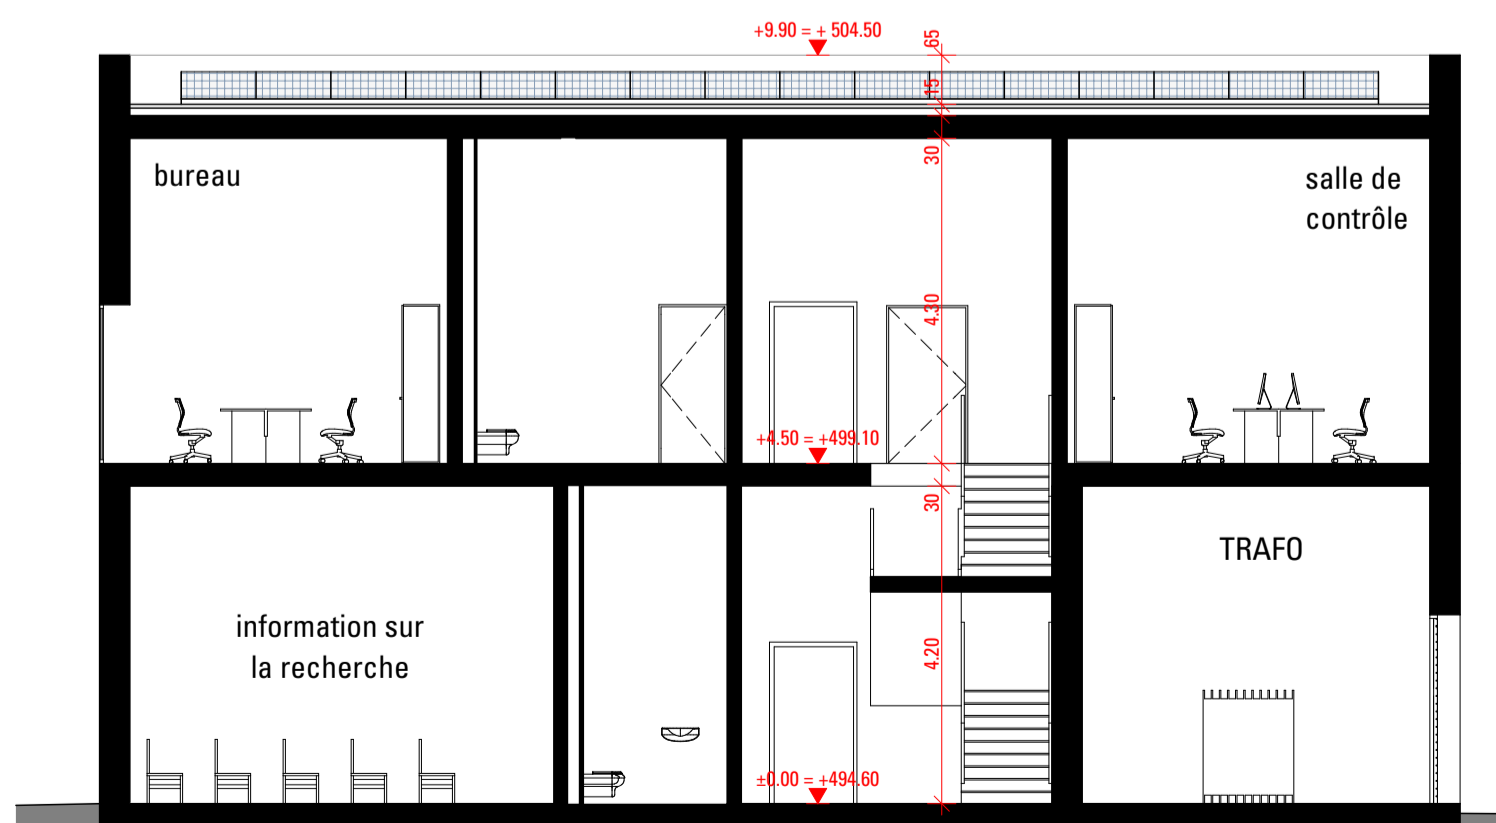 +9.90 = + 504.50
65
15
30
bureau
salle de
contrôle
4.30
+4.50 = +499.10
30
TRAFO
information sur
la recherche
4.20
±0.00 = +494.60